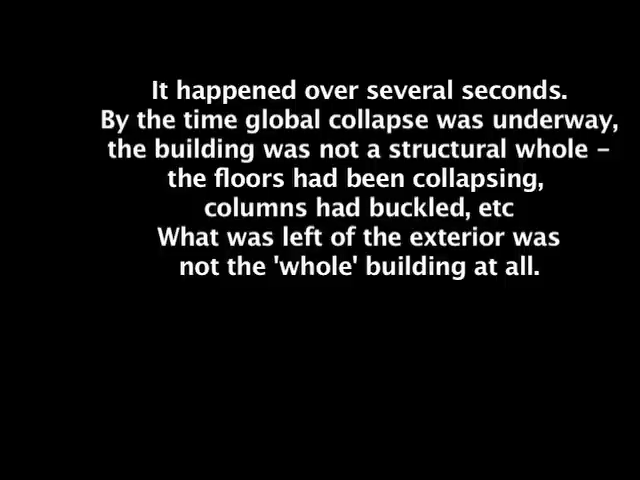 It happened over several seconds.
By the time global collapse was underway,
the building was not a structural whole –
the floors had been collapsing,
columns had buckled, etc
What was left of the exterior was
not the 'whole' building at all.